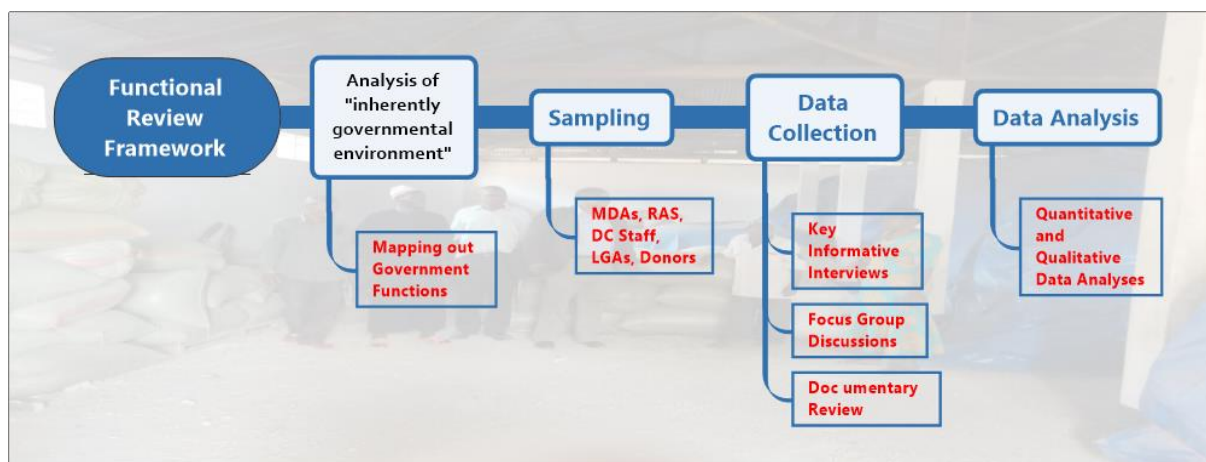 Functional
Review
Framework
Analysis of
"inherently
governmental
environment"
Mapping out
Government
Functions
Sampling
MDAs, RAS,
DC Staff,
LGAs, Donors
Data
Collection
Key
Informative
Interviews
Focus Group
Discussions
Doc umentary
Review
Data Analysis
Quantitative
and
Qualitative
Data Analyses